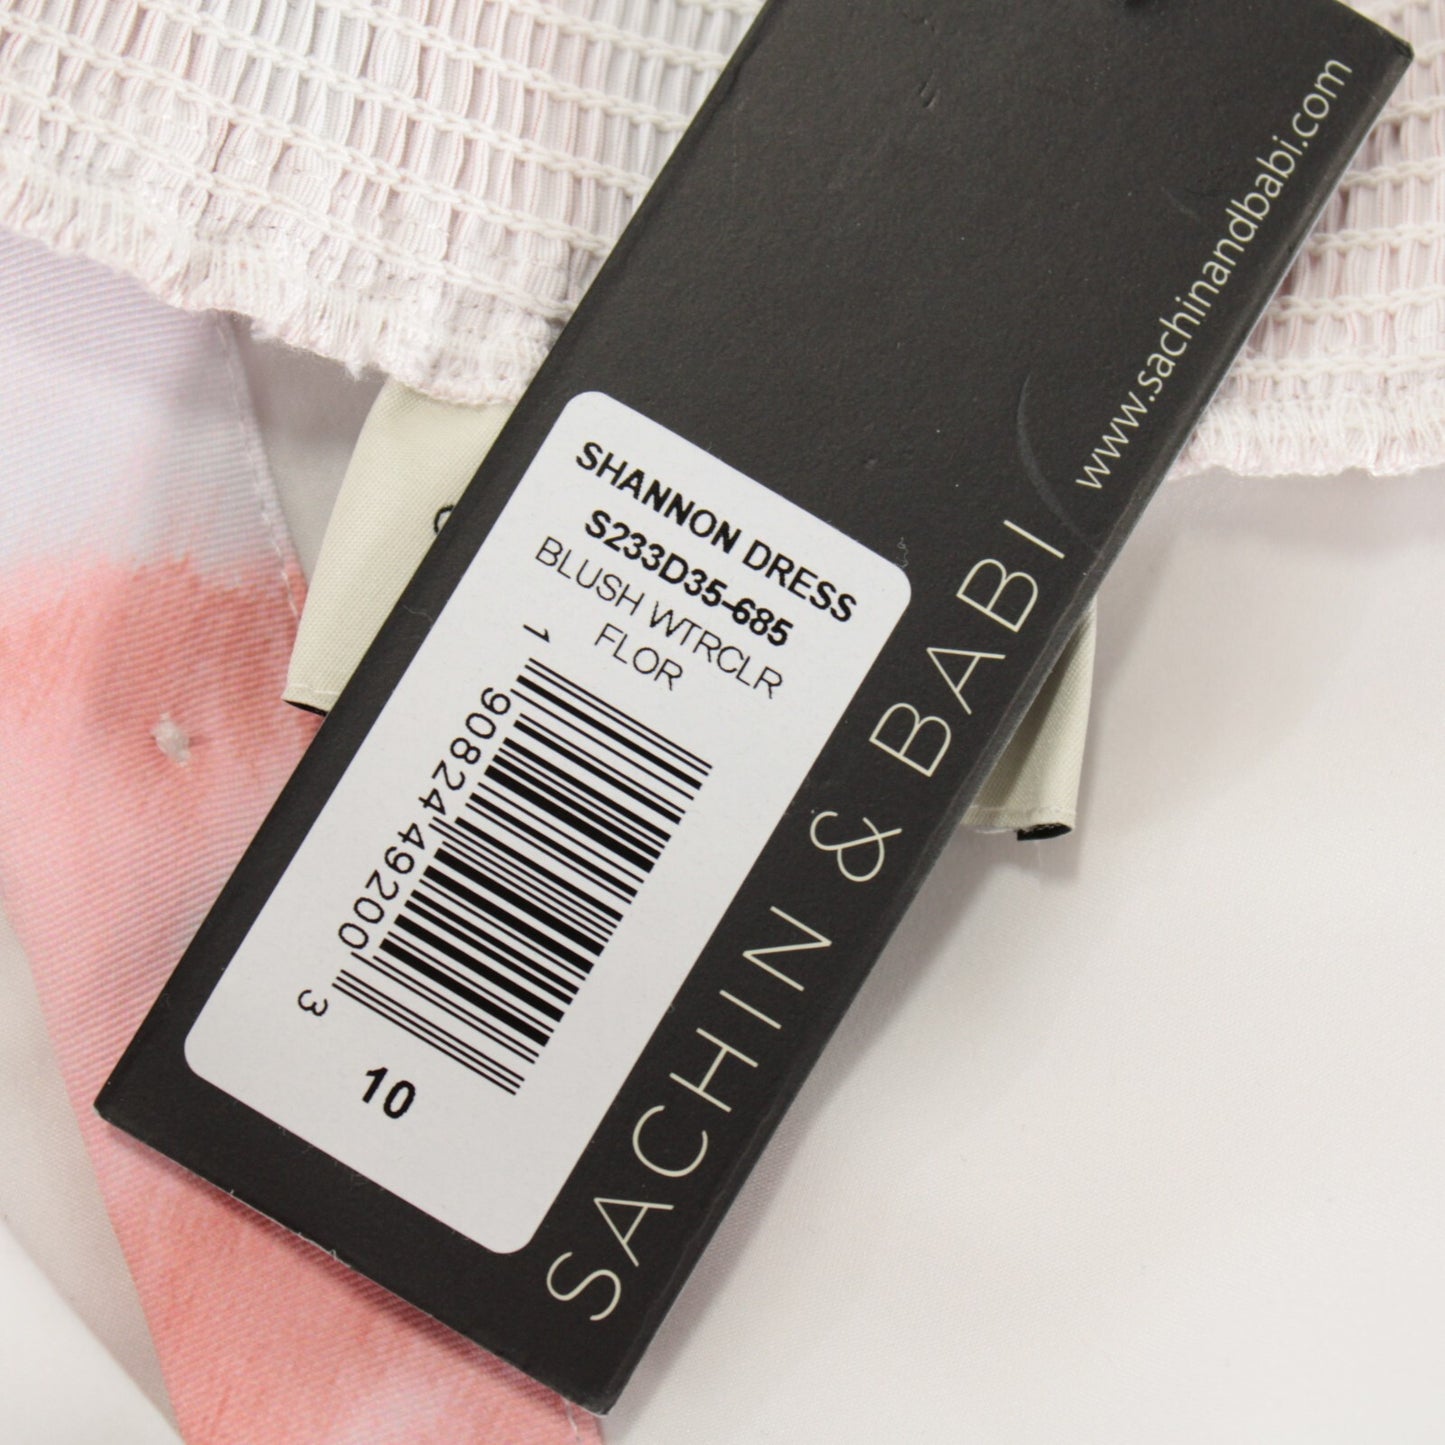 SHANNON DRESS
S233D35-685
BLUSH WTRCLR
FLOR
1 90824 49200 3
10
SACHIN & BABI
www.sachinandbabi.com